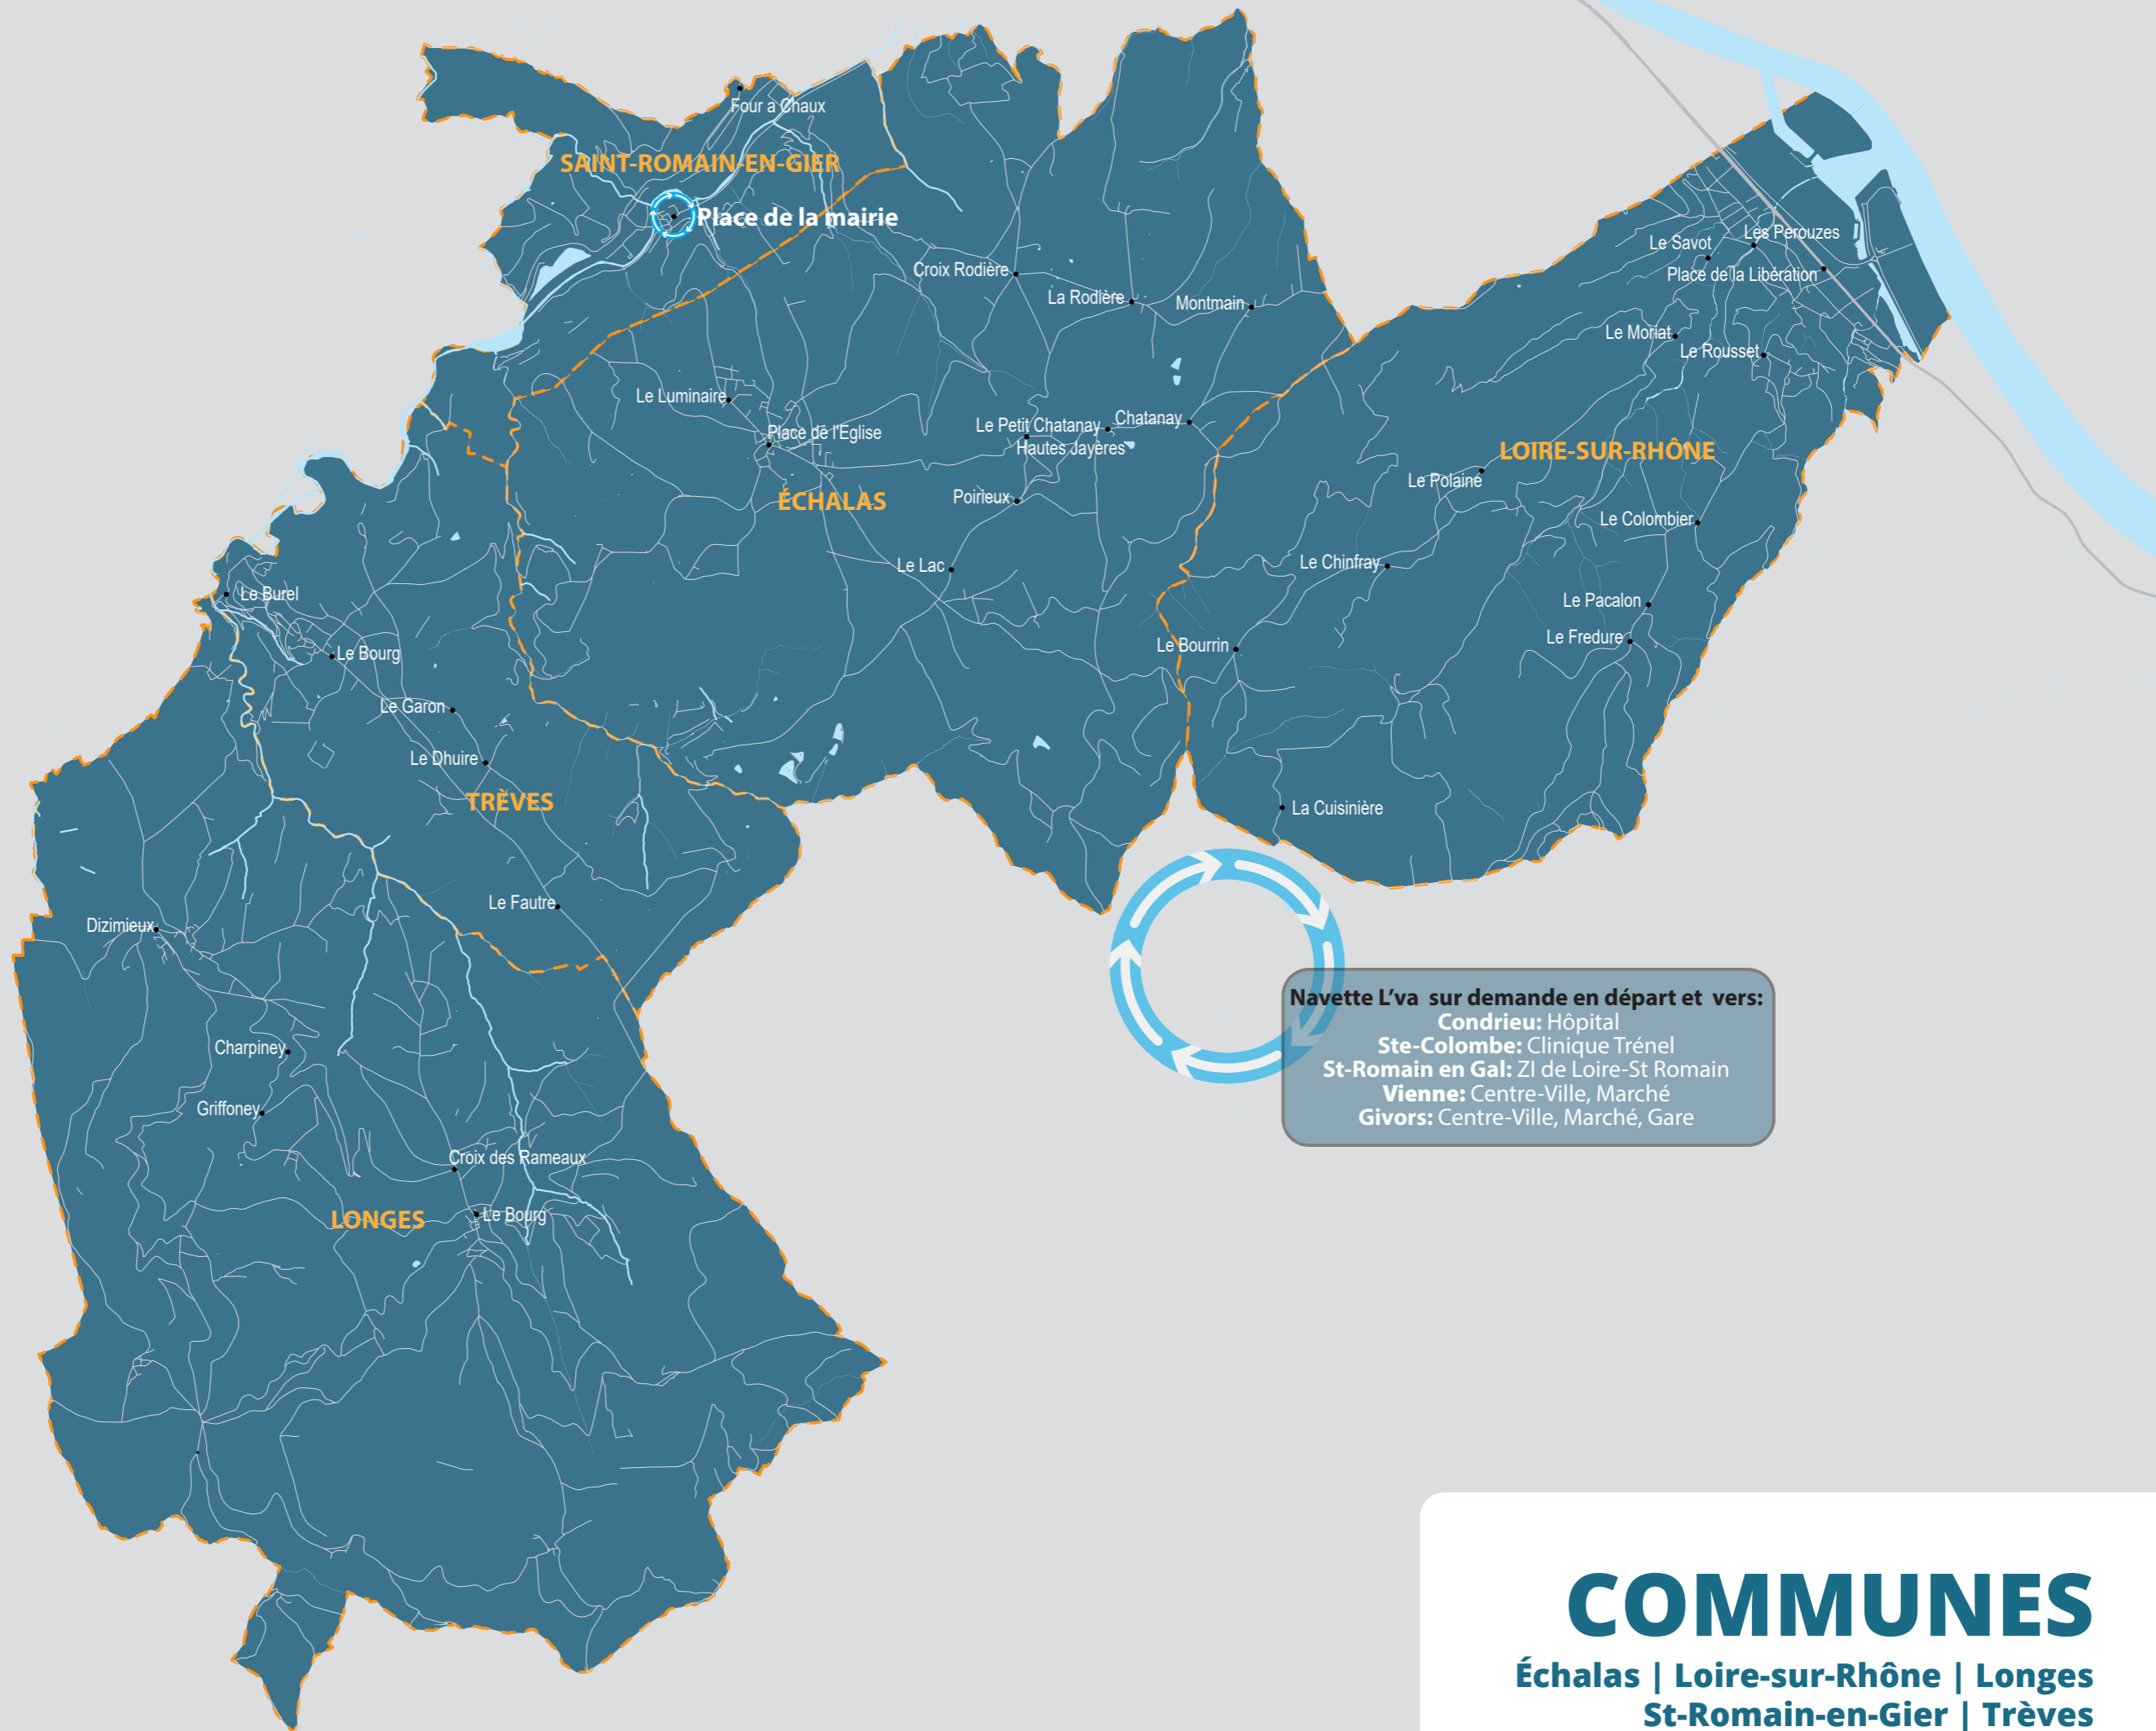 Four a Chaux
SAINT-ROMAIN-EN-GIER
Place de la mairie
Croix Rodière
La Rodière
Montmain
Le Savot
Les Perouzes
Place de la Libération
Le Moriat
Le Rousset
Le Luminaire
Place de l'Eglise
Le Petit Chatanay
Chatanay
Hautes Jayères
ÉCHALAS
Poirieux
LOIRE-SUR-RHÔNE
Le Polaine
Le Colombier
Le Lac
Le Chinfray
Le Burel
Le Pacalon
Le Fredure
Le Bourrin
Le Bourg
Le Garon
Le Dhuire
TRÈVES
La Cuisinière
Le Fautre
Dizimieux
Charpiney
Griffoney
Croix des Rameaux
LONGES
Le Bourg
Navette L'va sur demande en départ et vers:
Condrieu: Hôpital
Ste-Colombe: Clinique Trénel
St-Romain en Gal: ZI de Loire-St Romain
Vienne: Centre-Ville, Marché
Givors: Centre-Ville, Marché, Gare
COMMUNES
Échalas | Loire-sur-Rhône | Longes
St-Romain-en-Gier | Trèves